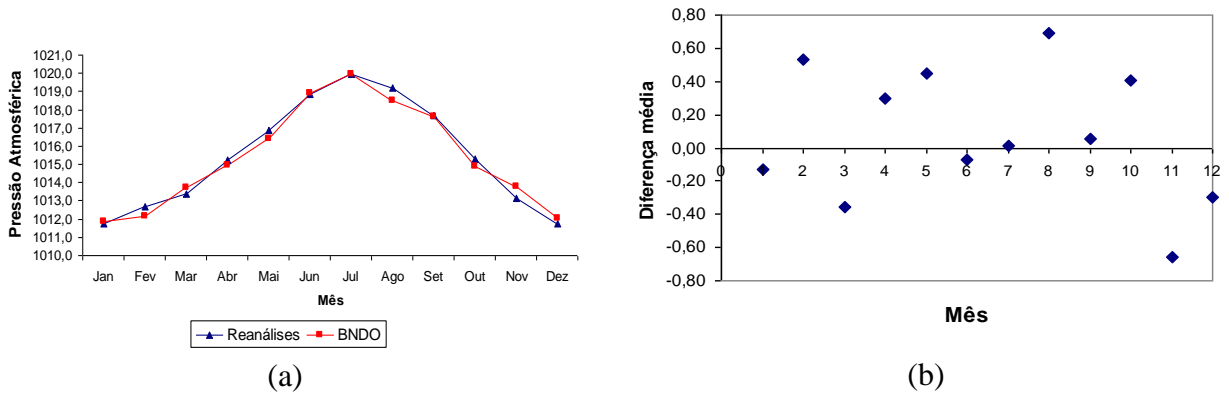 Pressão Atmosférica
1021,0
1020,0
1019,0
1018,0
1017,0
1016,0
1015,0
1014,0
1013,0
1012,0
1011,0
1010,0
Jan Fev Mar Abr Mai Jun Jul Ago Set Out Nov Dez
Mês
Reanálises BNDO
(a)
Diferença média
0,80
0,60
0,40
0,20
0,00
-0,20
-0,40
-0,60
-0,80
0 1 2 3 4 5 6 7 8 9 10 11 12
Mês
(b)